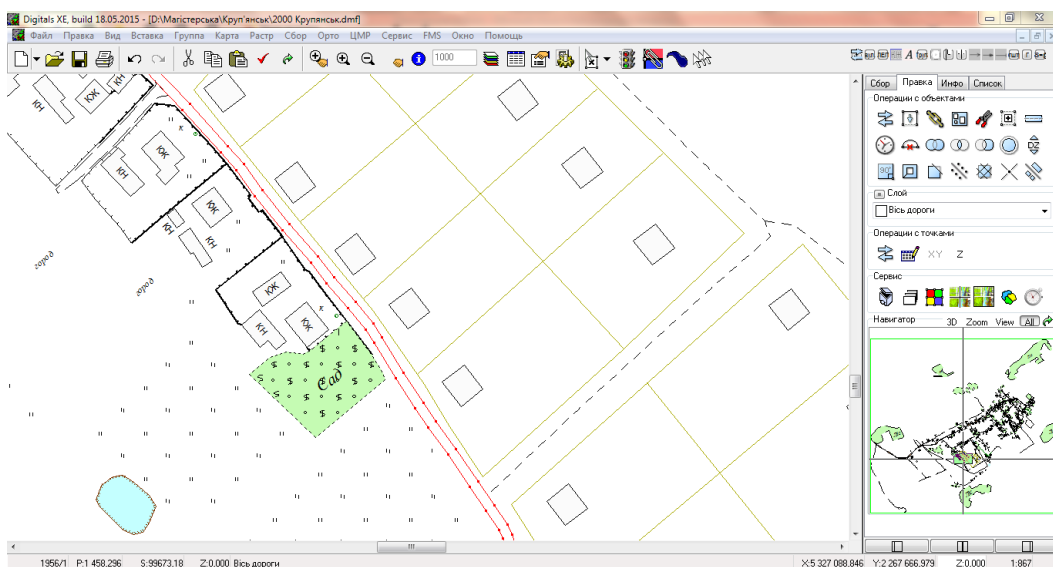 Digitals XE, build 18.05.2015 - [D:\Магістерська\Круп'янськ\2000 Крупянськ.dmf]
Файл Правка Вид Вставка Группа Карта Растр Сбор Орто ЦМР Сервис FMS Окно Помощь
1000
Сбор Правка Инфо Список
Операции с объектами
DZ
90°
Слой
Вісь дороги
Операции с точками
XY Z
Сервис
Навигатор 3D Zoom View All
КН
КЖ
КН
к
КЖ
КН
КЖ
КН
КН
город
город
КЖ
к
КН
КЖ
Сад
1956/1 P:1 458.296 S:99673.18 Z:0.000 Вісь дороги X:5 327 088.846 Y:2 267 666.979 Z:0.000 1:867